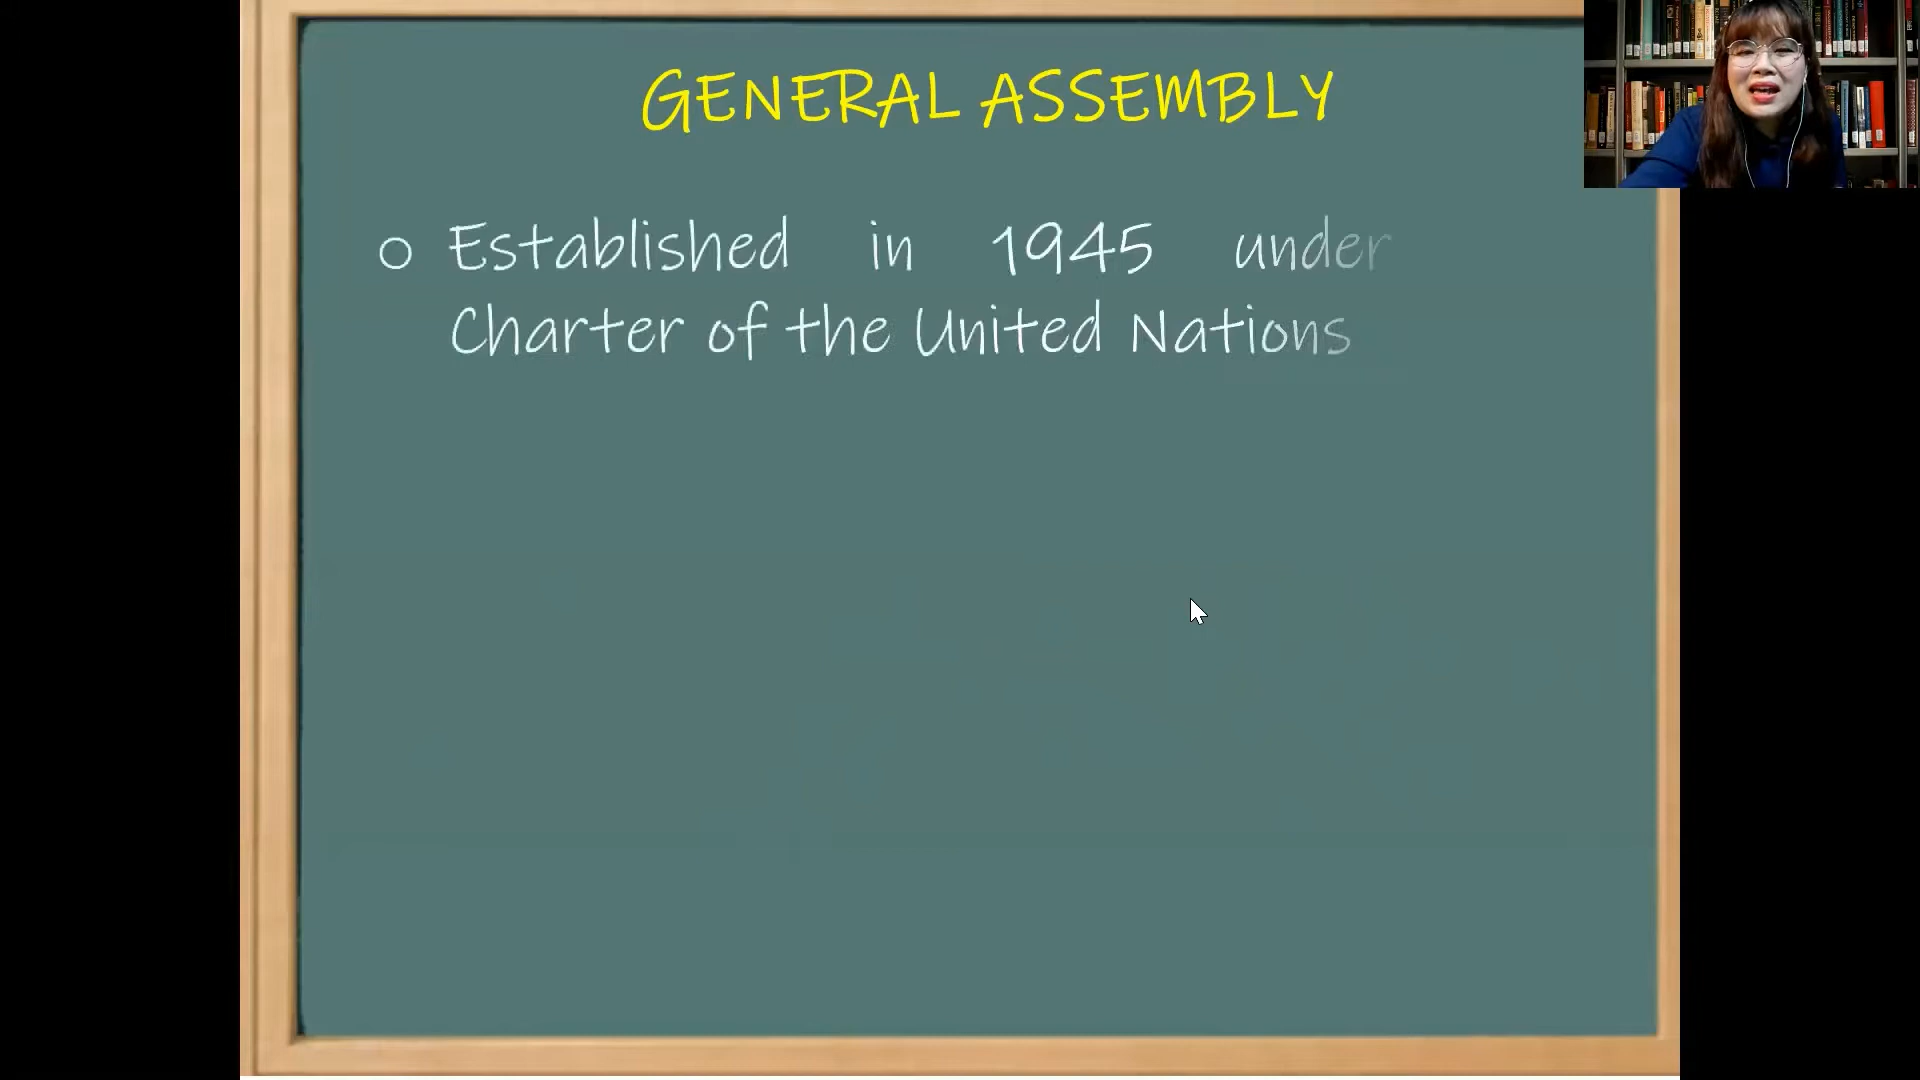 GENERAL ASSEMBLY
o Established in 1945 under
Charter of the United Nations